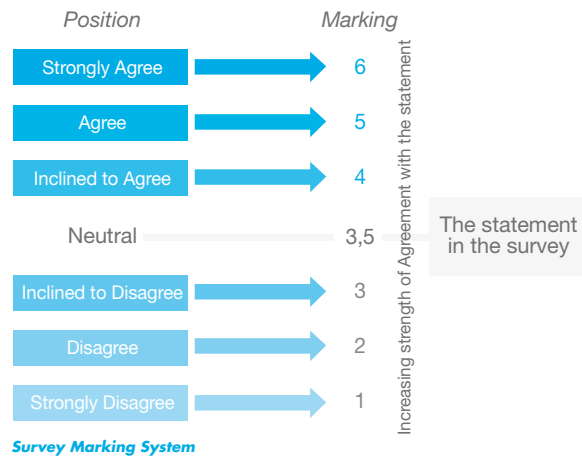 Position Marking
Strongly Agree 6
Agree 5
Inclined to Agree 4
Neutral 3,5
Inclined to Disagree 3
Disagree 2
Strongly Disagree 1
Increasing strength of Agreement with the statement
The statement
in the survey
Survey Marking System